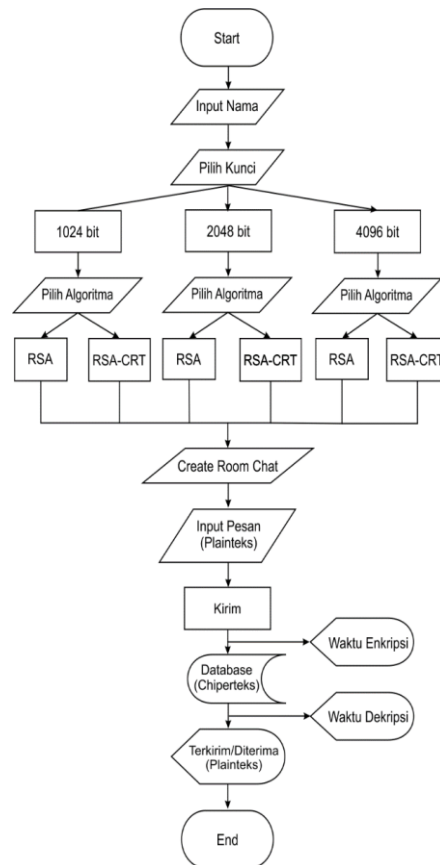 Start
Input Nama
Pilih Kunci
1024 bit
2048 bit
4096 bit
Pilih Algoritma
Pilih Algoritma
Pilih Algoritma
RSA
RSA-CRT
RSA
RSA-CRT
RSA
RSA-CRT
Create Room Chat
Input Pesan
(Plainteks)
Kirim
Waktu Enkripsi
Database
(Chiperteks)
Waktu Dekripsi
Terkirim/Diterima
(Plainteks)
End